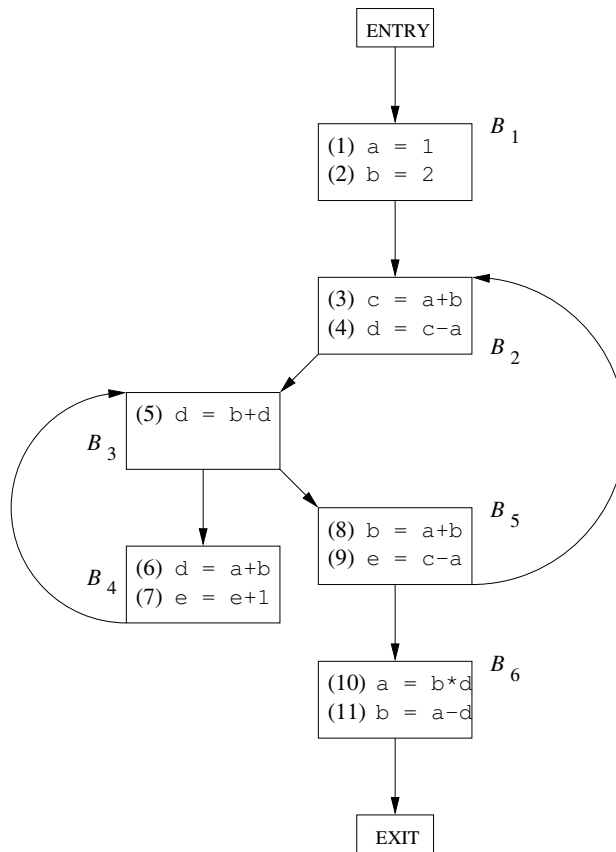 ENTRY
B 1
(1) a = 1
(2) b = 2
(3) c = a+b
(4) d = c-a
B 2
(5) d = b+d
B 3
B 5
(8) b = a+b
(9) e = c-a
B 4
(6) d = a+b
(7) e = e+1
B 6
(10) a = b*d
(11) b = a-d
EXIT